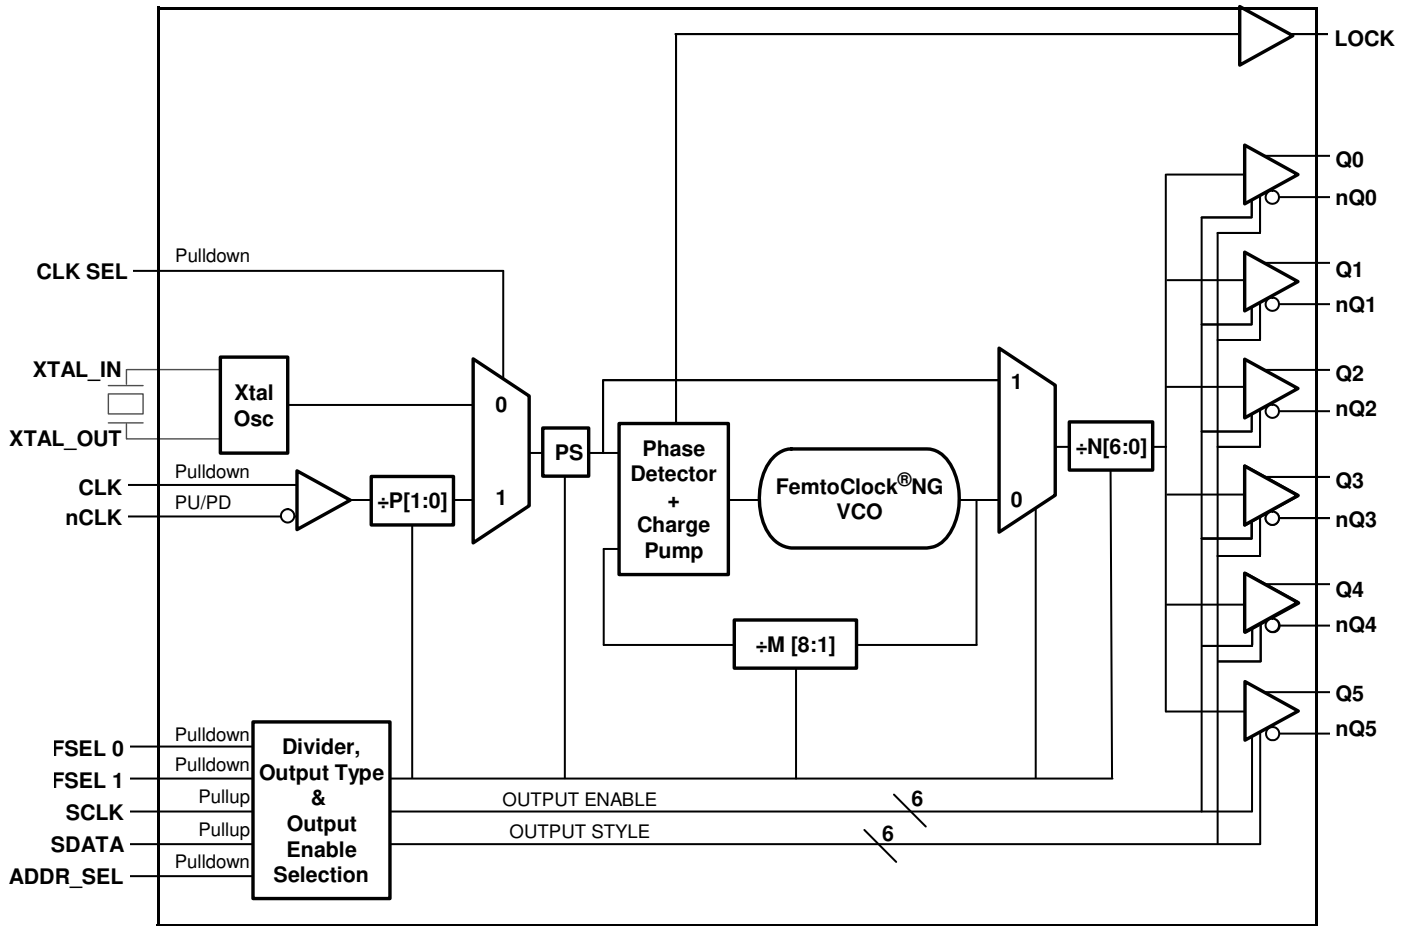 LOCK
Q0
nQ0
Pulldown
CLK SEL
Q1
nQ1
XTAL_IN
Xtal
Osc
XTAL_OUT
0
1
Q2
nQ2
PS
÷N[6:0]
Phase
Detector
+
Charge
Pump
FemtoClock®NG
VCO
0
Pulldown
CLK
PU/PD
nCLK
÷P[1:0]
1
Q3
nQ3
÷M [8:1]
Q4
nQ4
Q5
nQ5
FSEL 0
Pulldown
FSEL 1
Pulldown
SCLK
Pullup
SDATA
Pullup
ADDR_SEL
Pulldown
Divider,
Output Type
&
Output
Enable
Selection
OUTPUT ENABLE
6
OUTPUT STYLE
6